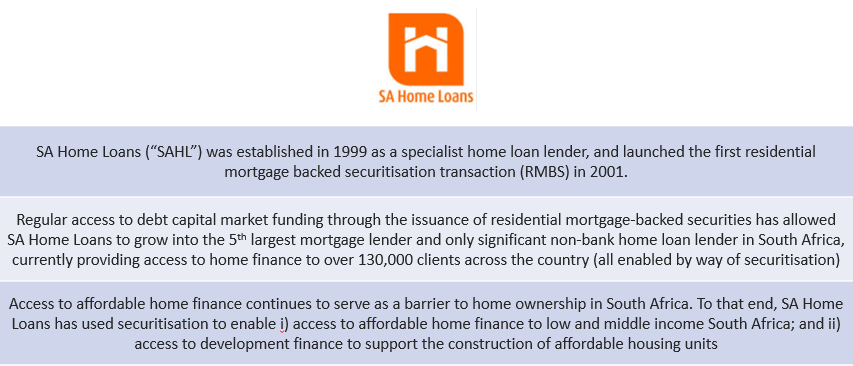 SA Home Loans
SA Home Loans (“SAHL”) was established in 1999 as a specialist home loan lender, and launched the first residential
mortgage backed securitisation transaction (RMBS) in 2001.
Regular access to debt capital market funding through the issuance of residential mortgage-backed securities has allowed
SA Home Loans to grow into the 5th largest mortgage lender and only significant non-bank home loan lender in South Africa,
currently providing access to home finance to over 130,000 clients across the country (all enabled by way of securitisation)
Access to affordable home finance continues to serve as a barrier to home ownership in South Africa. To that end, SA Home
Loans has used securitisation to enable i) access to affordable home finance to low and middle income South Africa; and ii)
access to development finance to support the construction of affordable housing units